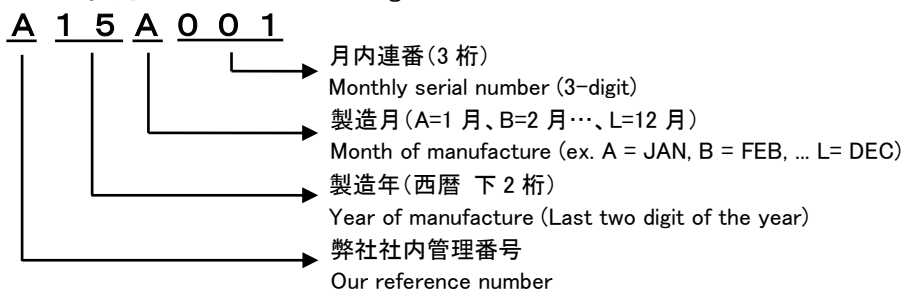 A 1 5 A 0 0 1
月内連番(3 桁)
Monthly serial number (3-digit)
製造月(A=1 月、B=2 月…、L=12 月)
Month of manufacture (ex. A = JAN, B = FEB, ... L= DEC)
製造年(西暦 下 2 桁)
Year of manufacture (Last two digit of the year)
弊社社内管理番号
Our reference number